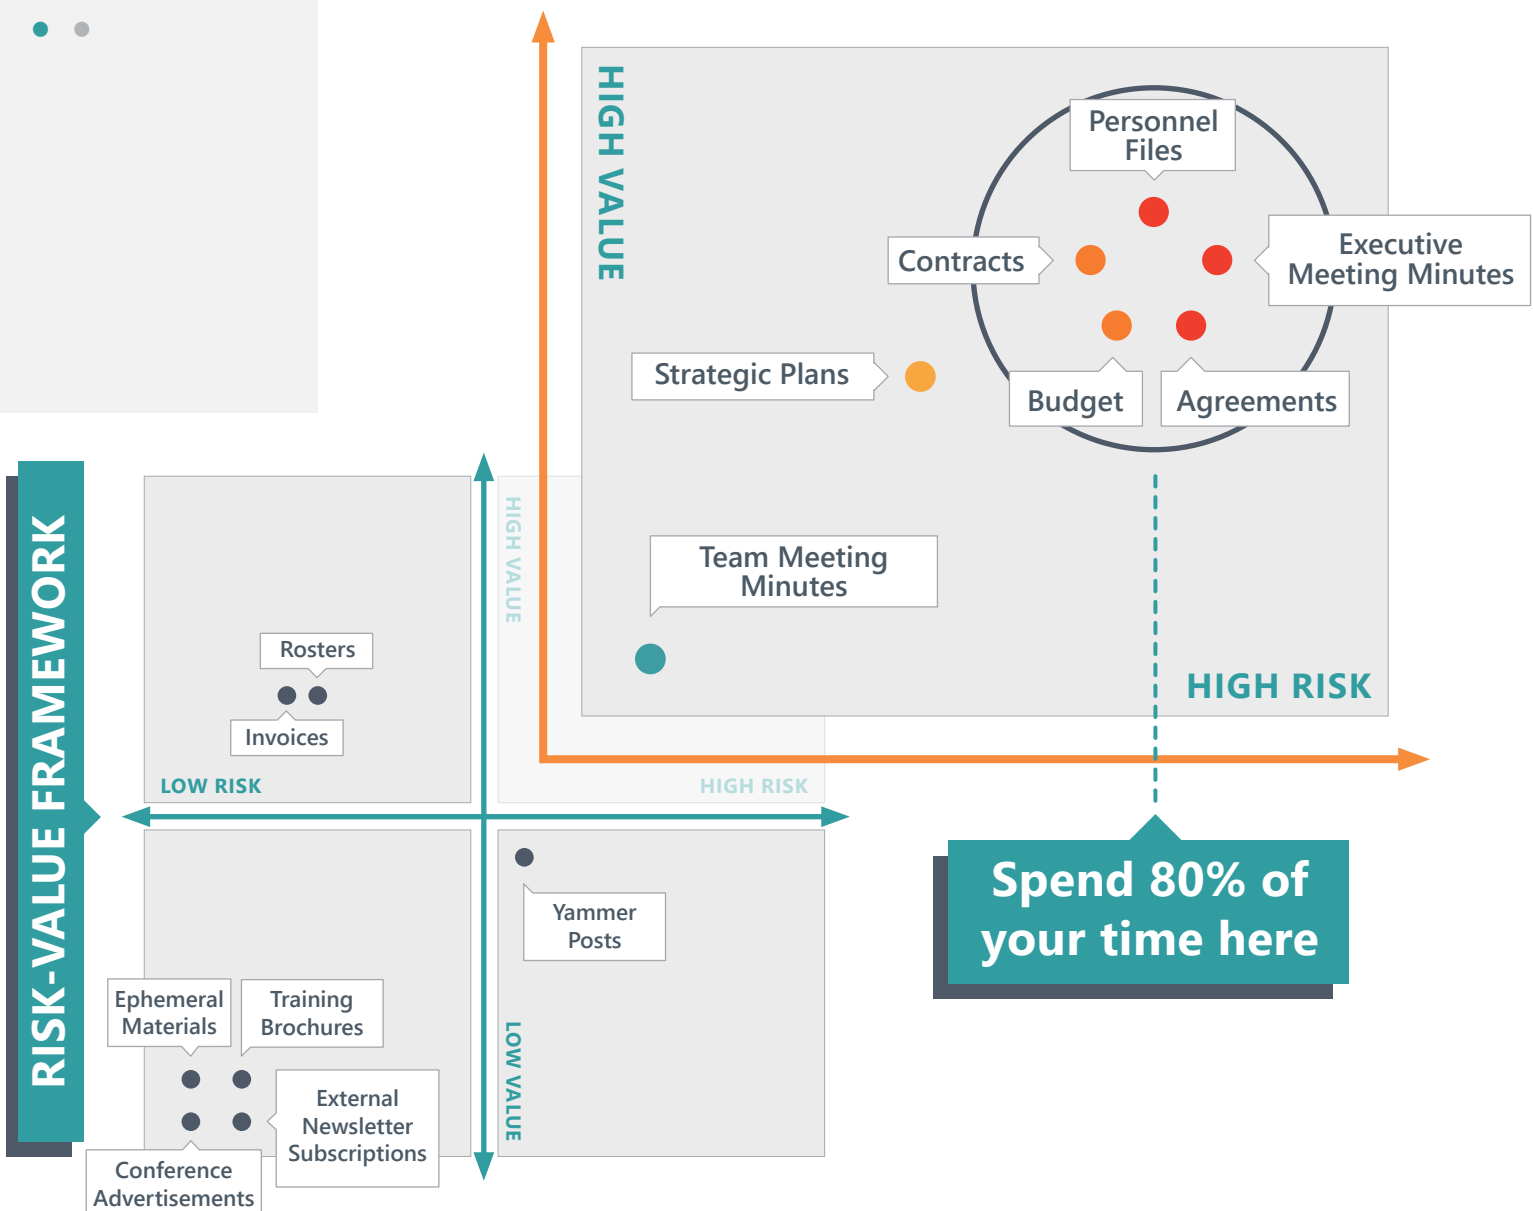 HIGH VALUE
Personnel
Files
Contracts
Executive
Meeting Minutes
Strategic Plans
Budget
Agreements
Team Meeting
Minutes
HIGH RISK
RISK-VALUE FRAMEWORK
HIGH VALUE
Rosters
Invoices
LOW RISK
HIGH RISK
Yammer
Posts
Spend 80% of
your time here
Ephemeral
Materials
Training
Brochures
LOW VALUE
External
Newsletter
Subscriptions
Conference
Advertisements